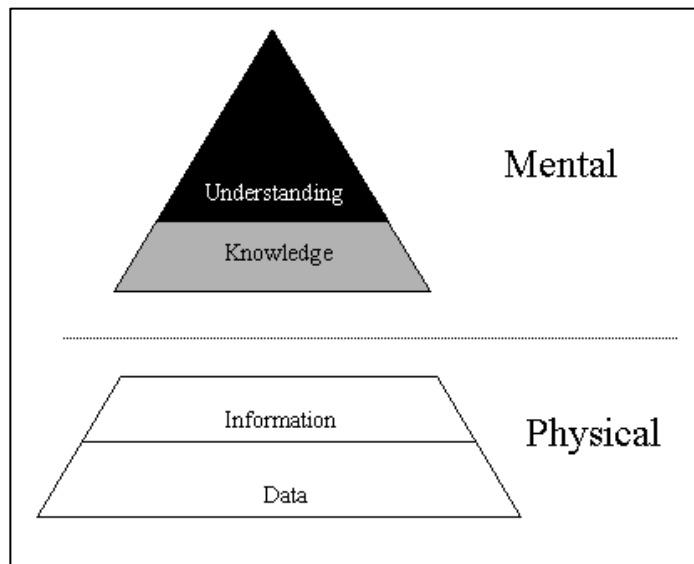 Mental
Understanding
Knowledge
Information
Physical
Data